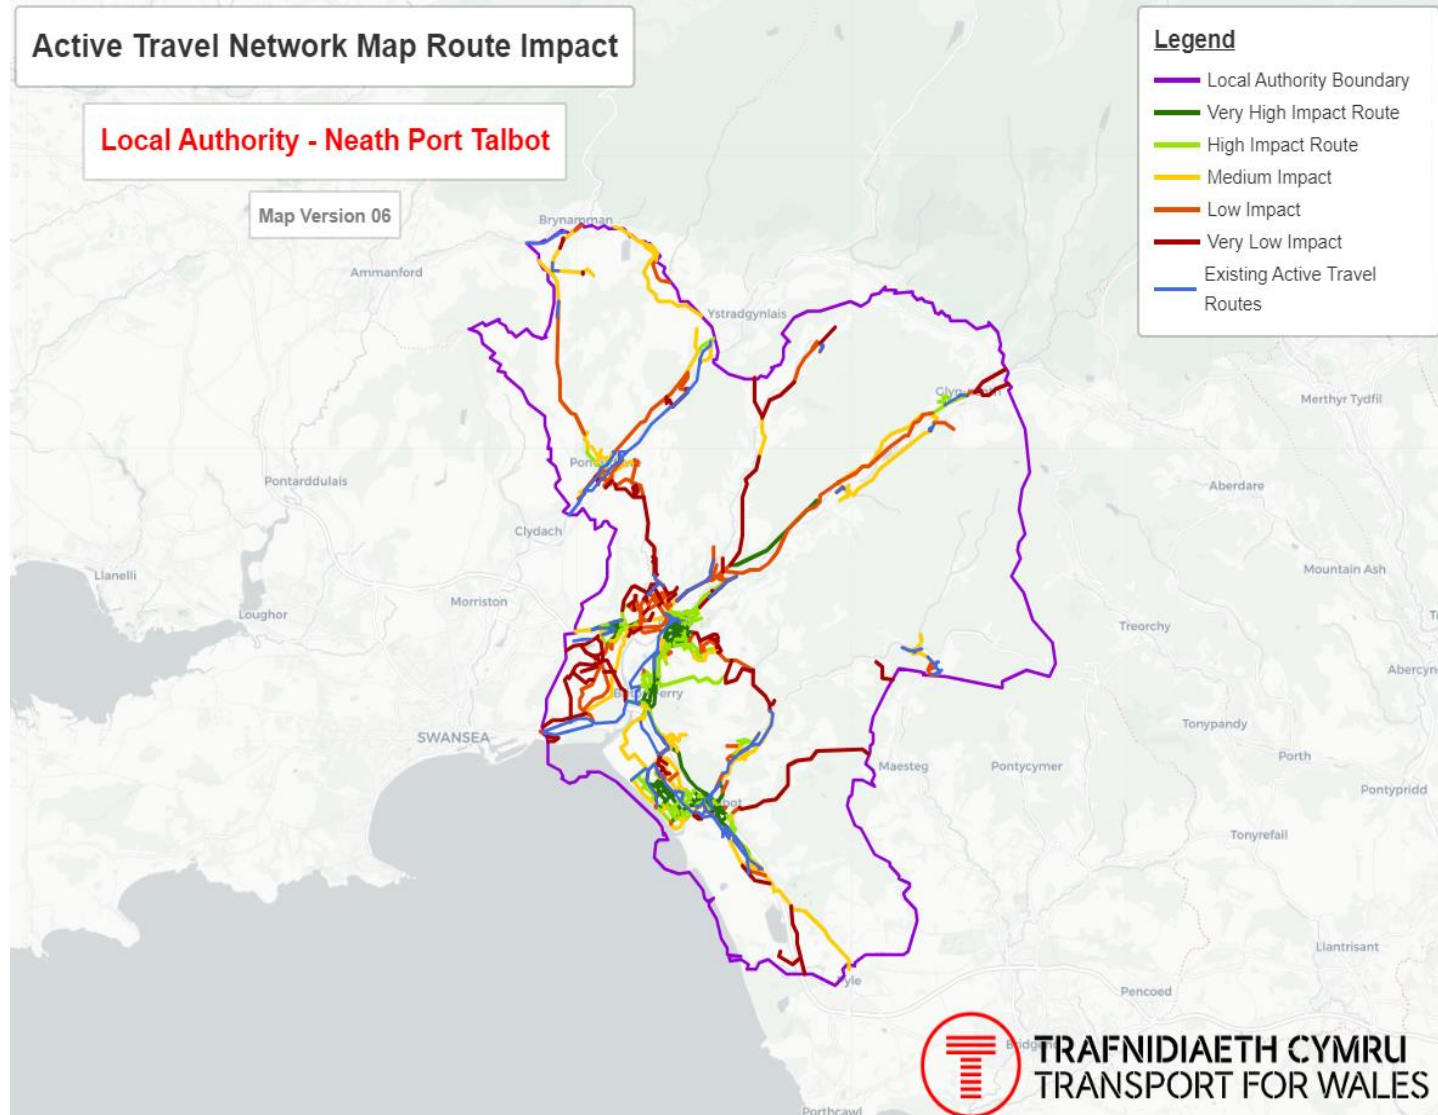 Active Travel Network Map Route Impact
Local Authority - Neath Port Talbot
Map Version 06
Legend
Local Authority Boundary
Very High Impact Route
High Impact Route
Medium Impact
Low Impact
Very Low Impact
Existing Active Travel
Routes
Brynamman
Ammanford
Ystradgynlais
Merthyr Tydfil
Pontarddulais
Aberdare
Clydach
Llanelli
Mountain Ash
Morriston
Loughor
Treorchy
Tonypandy
SWANSEA
Maesteg
Pontycymer
Porth
Pontypridd
Tonyrefail
Llantrisant
Pencoed
Porthcawl
TRAFNIDIAETH CYMRU
TRANSPORT FOR WALES